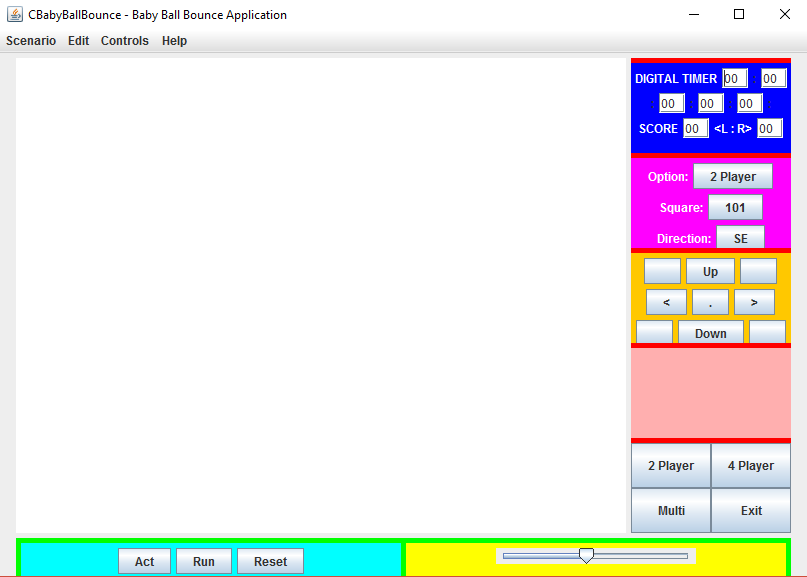 CBabyBallBounce - Baby Ball Bounce Application
Scenario Edit Controls Help
DIGITAL TIMER 00 : 00
: 00 : 00 : 00 :
SCORE 00 <L : R> 00
Option: 2 Player
Square: 101
Direction: SE
Up
< . >
Down
2 Player 4 Player
Multi Exit
Act Run Reset